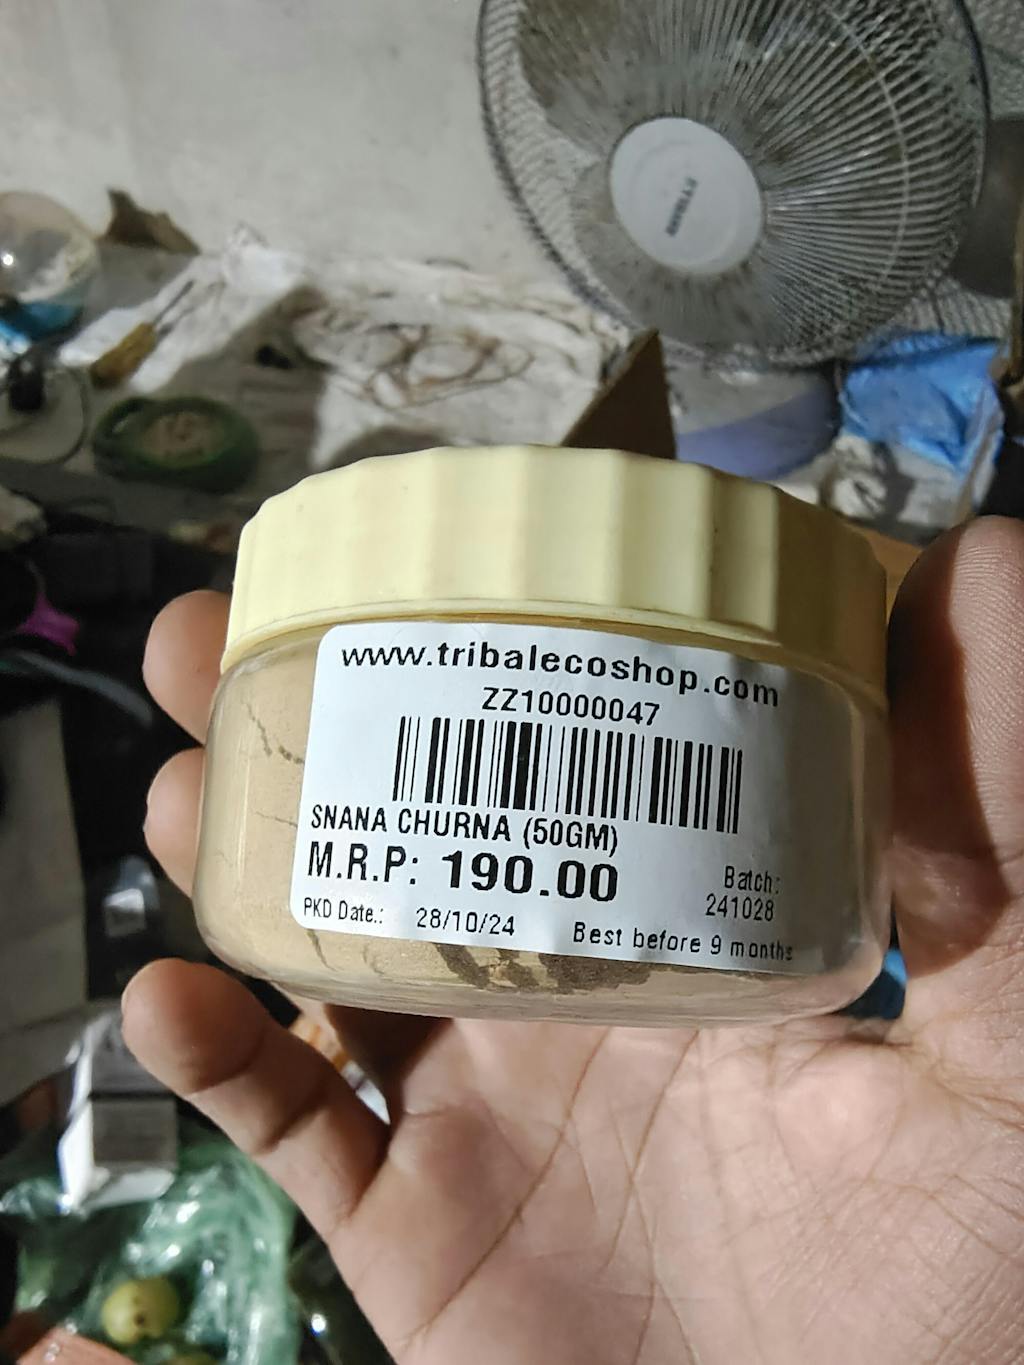 www.tribalecoshop.com
ZZ10000047
SNANA CHURNA (50GM)
M.R.P: 190.00
Batch:
241028
PKD Date.: 28/10/24
Best before 9 months